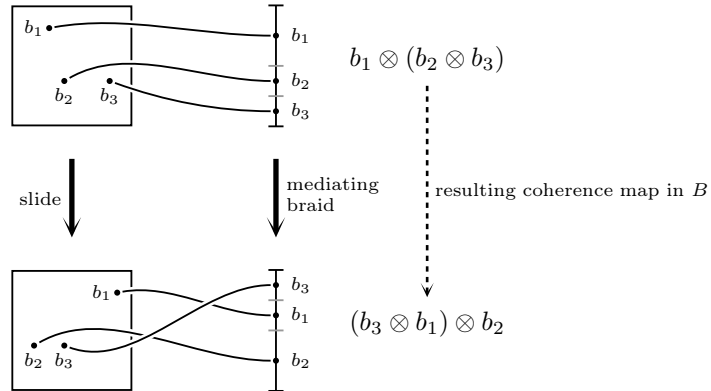 b₁
b₁
b₂
b₃
b₂
b₃
b₁ ⊗ (b₂ ⊗ b₃)
slide
mediating
braid
resulting coherence map in B
b₁
b₂
b₃
b₃
b₁
b₂
(b₃ ⊗ b₁) ⊗ b₂